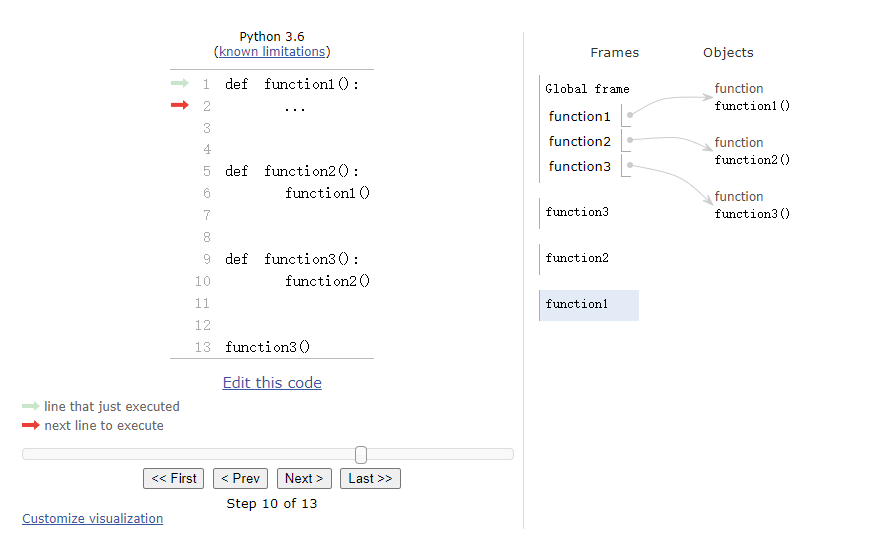 Python 3.6
(known limitations)
1 def function1():
2 ...
3
4
5 def function2():
6 function1()
7
8
9 def function3():
10 function2()
11
12
13 function3()
Edit this code
line that just executed
next line to execute
<< First < Prev Next > Last >>
Step 10 of 13
Customize visualization
Frames Objects
Global frame
function1
function2
function3
function
function1()
function
function2()
function
function3()
function3
function2
function1